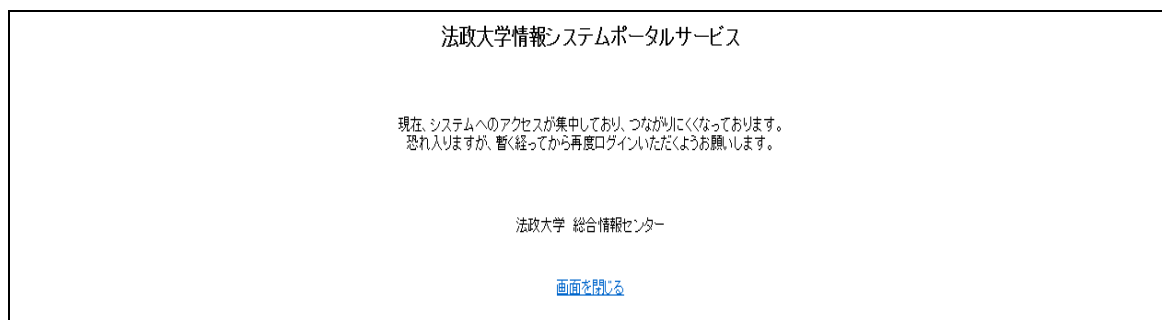 法政大学情報システムポータルサービス
現在、システムへのアクセスが集中しており、つながりにくくなっております。
恐れ入りますが、暫く経ってから再度ログインいただくようお願いします。
法政大学 総合情報センター
画面を閉じる